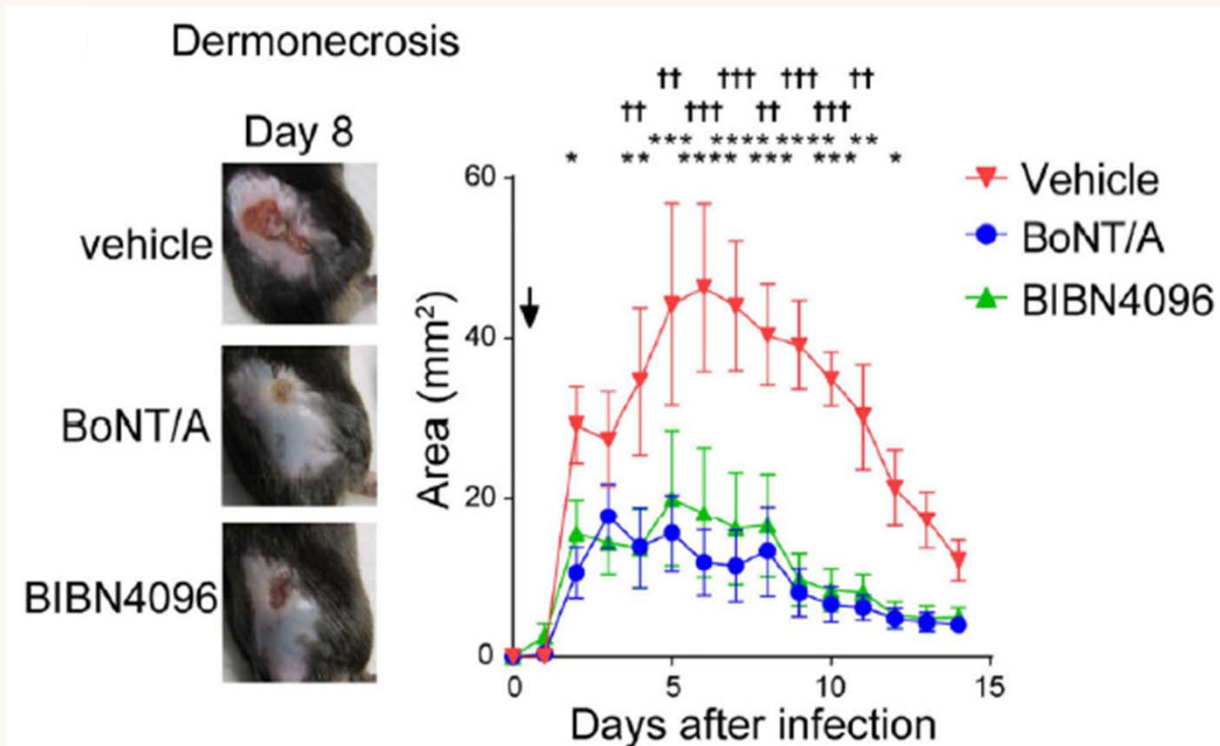 Dermonecrosis
Day 8
vehicle
BoNT/A
BIBN4096
†† ††† ††† ††
†† ††† †† †††
*** **** **** **
* ** **** *** *** *
60
40
20
0
Area (mm²)
0 5 10 15
Days after infection
Vehicle
BoNT/A
BIBN4096